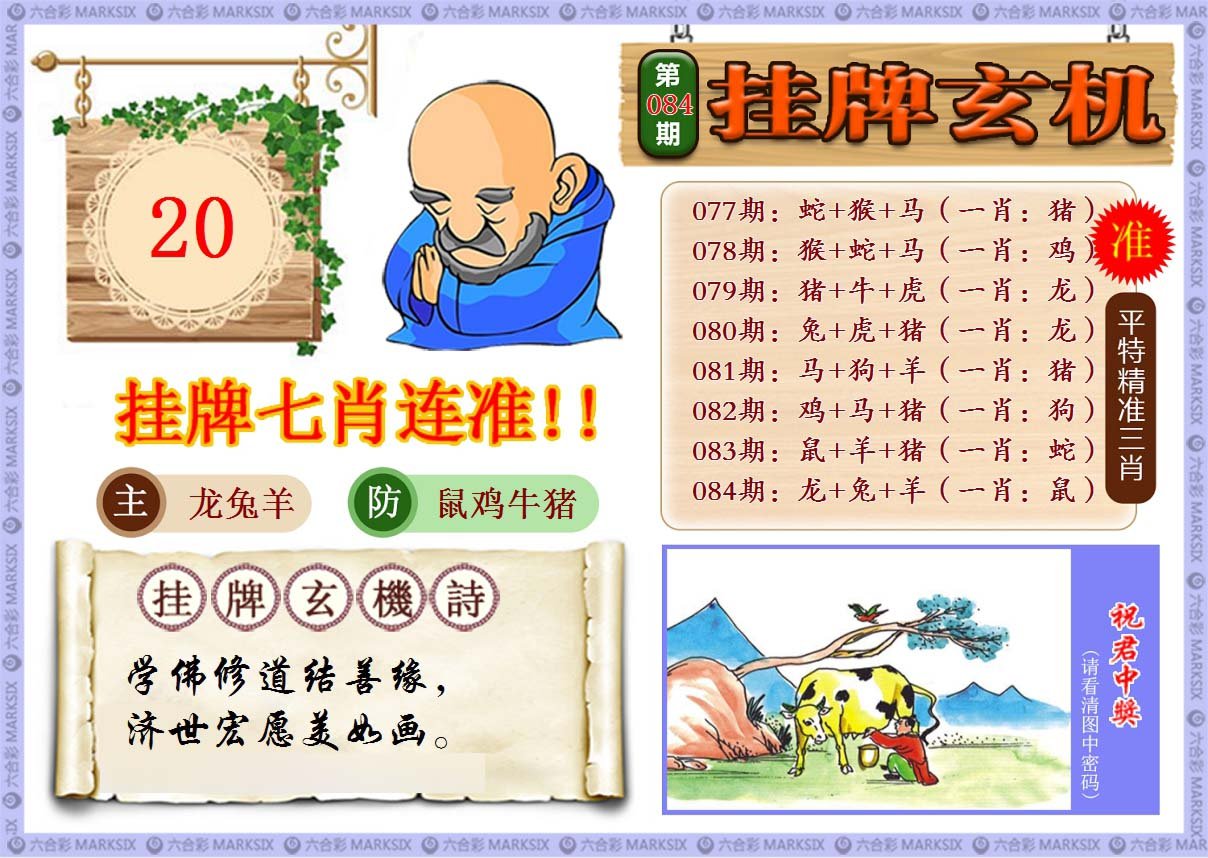 六合彩 MARKSIX
第
084
期
挂牌玄机
20
挂牌七肖连准!!
主 龙兔羊
防 鼠鸡牛猪
挂牌玄機詩
学佛修道结善缘，
济世宏愿美如画。
077期：蛇+猴+马（一肖：猪）
078期：猴+蛇+马（一肖：鸡）
079期：猪+牛+虎（一肖：龙）
080期：兔+虎+猪（一肖：龙）
081期：马+狗+羊（一肖：猪）
082期：鸡+马+猪（一肖：狗）
083期：鼠+羊+猪（一肖：蛇）
084期：龙+兔+羊（一肖：鼠）
准
平特精准三肖
祝君中奖
（请看清图中密码）